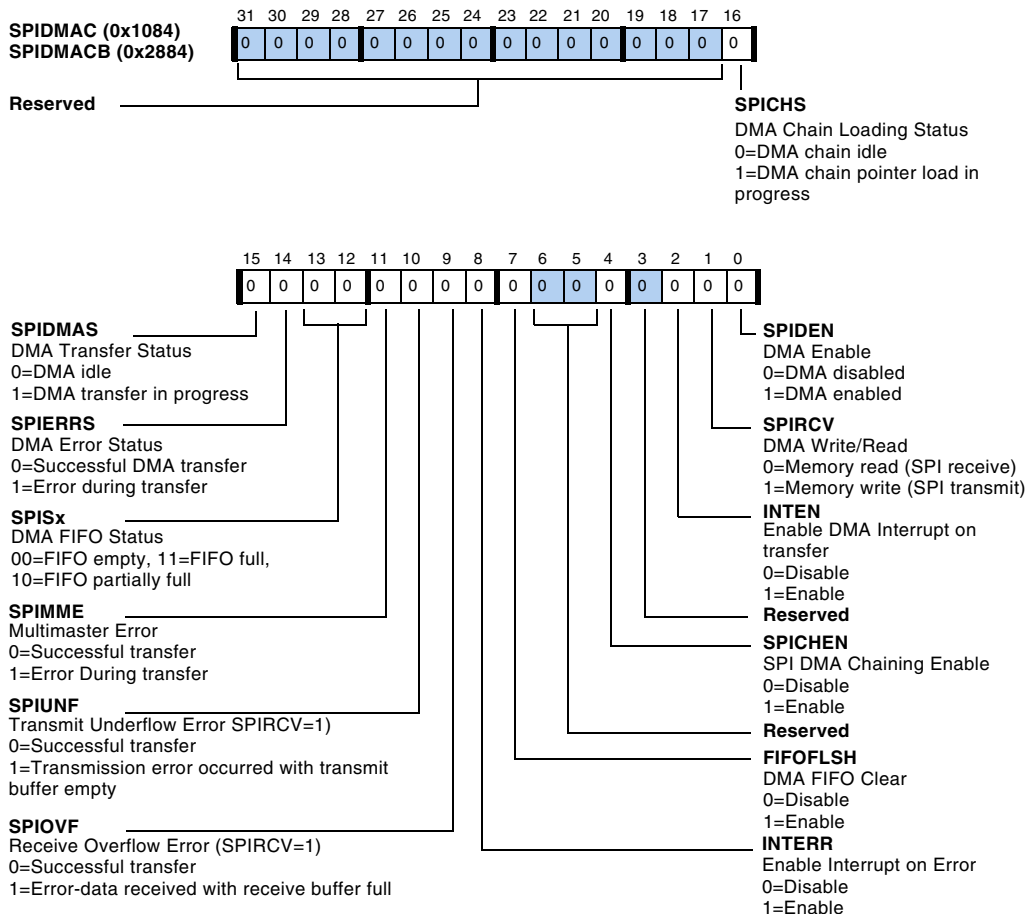 SPIDMAC (0x1084)
SPIDMACB (0x2884)
31 30 29 28 27 26 25 24 23 22 21 20 19 18 17 16
0 0 0 0 0 0 0 0 0 0 0 0 0 0 0 0
Reserved
SPICHS
DMA Chain Loading Status
0=DMA chain idle
1=DMA chain pointer load in
progress
15 14 13 12 11 10 9 8 7 6 5 4 3 2 1 0
0 0 0 0 0 0 0 0 0 0 0 0 0 0 0 0
SPIDMAS
DMA Transfer Status
0=DMA idle
1=DMA transfer in progress
SPIERRS
DMA Error Status
0=Successful DMA transfer
1=Error during transfer
SPISx
DMA FIFO Status
00=FIFO empty, 11=FIFO full,
10=FIFO partially full
SPIMME
Multimaster Error
0=Successful transfer
1=Error During transfer
SPIUNF
Transmit Underflow Error SPIRCV=1)
0=Successful transfer
1=Transmission error occurred with transmit
buffer empty
SPIOVF
Receive Overflow Error (SPIRCV=1)
0=Successful transfer
1=Error-data received with receive buffer full
SPIDEN
DMA Enable
0=DMA disabled
1=DMA enabled
SPIRCV
DMA Write/Read
0=Memory read (SPI receive)
1=Memory write (SPI transmit)
INTEN
Enable DMA Interrupt on
transfer
0=Disable
1=Enable
Reserved
SPICHEN
SPI DMA Chaining Enable
0=Disable
1=Enable
Reserved
FIFOFLSH
DMA FIFO Clear
0=Disable
1=Enable
INTERR
Enable Interrupt on Error
0=Disable
1=Enable